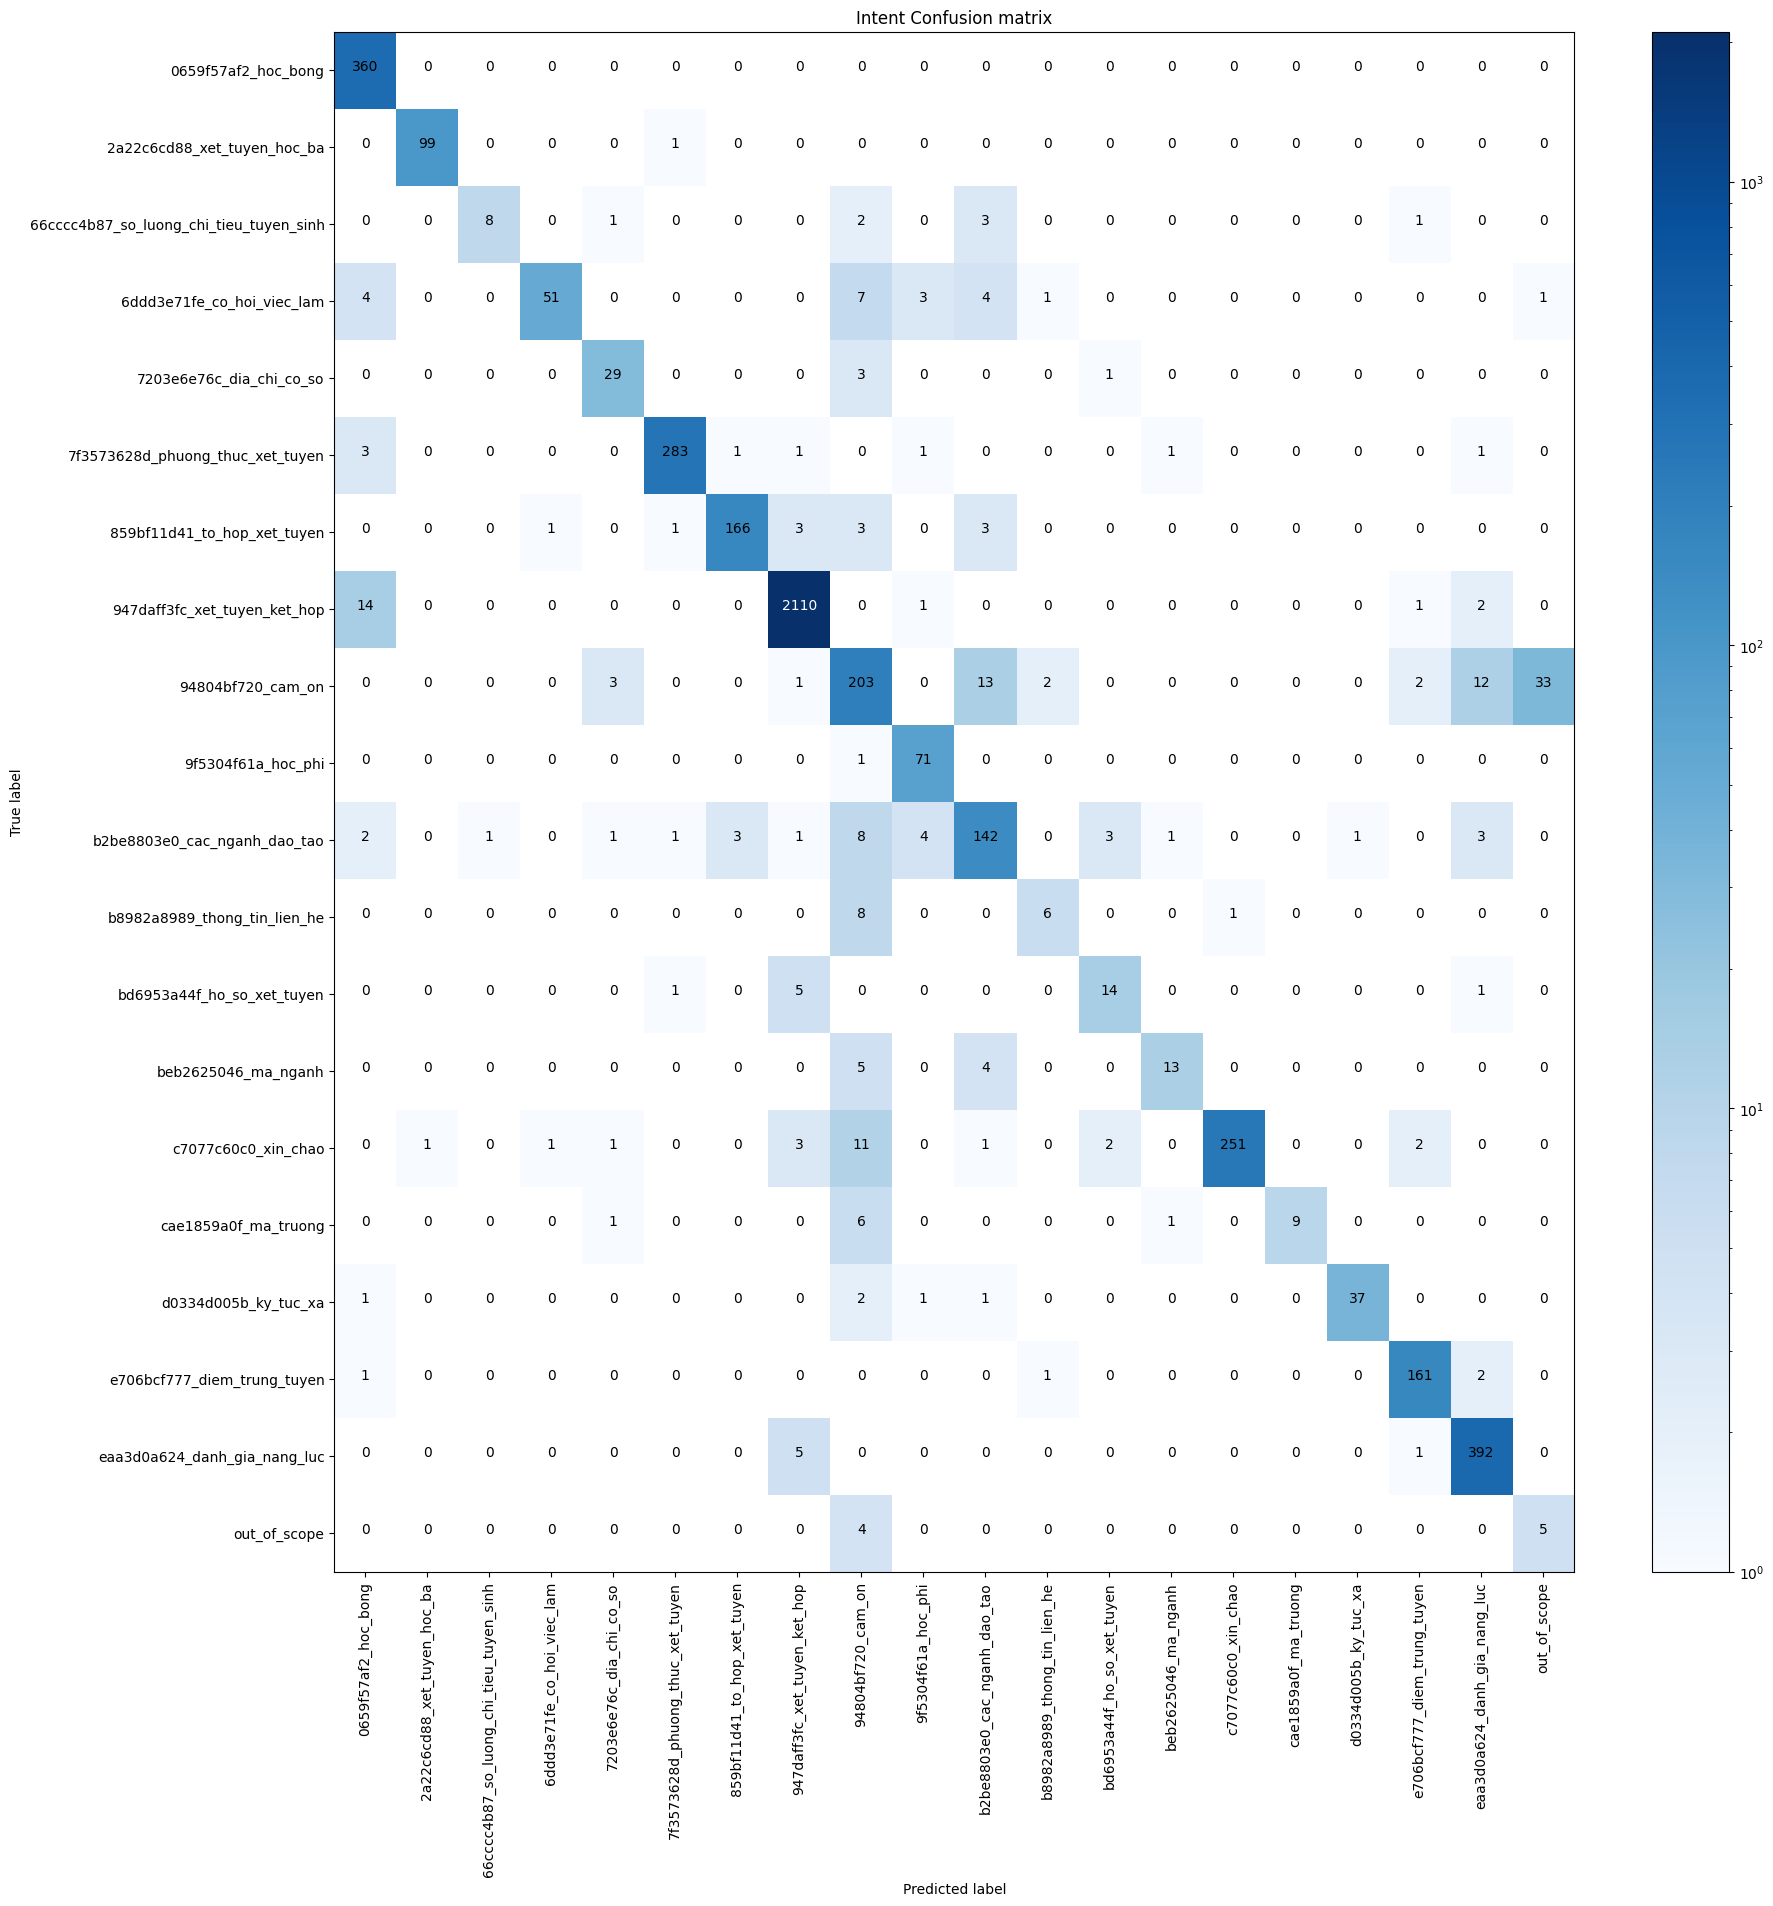 Intent Confusion matrix
0659f57af2_hoc_bong 360 0 0 0 0 0 0 0 0 0 0 0 0 0 0 0 0 0 0 0
2a22c6cd88_xet_tuyen_hoc_ba 0 99 0 0 0 1 0 0 0 0 0 0 0 0 0 0 0 0 0 0
66cccc4b87_so_luong_chi_tieu_tuyen_sinh 0 0 8 0 1 0 0 0 2 0 3 0 0 0 0 0 0 1 0 0
6ddd3e71fe_co_hoi_viec_lam 4 0 0 51 0 0 0 0 7 3 4 1 0 0 0 0 0 0 0 1
7203e6e76c_dia_chi_co_so 0 0 0 0 29 0 0 0 3 0 0 0 1 0 0 0 0 0 0 0
7f3573628d_phuong_thuc_xet_tuyen 3 0 0 0 0 283 1 1 0 1 0 0 0 1 0 0 0 0 1 0
859bf11d41_to_hop_xet_tuyen 0 0 0 1 0 1 166 3 3 0 3 0 0 0 0 0 0 0 0 0
947daff3fc_xet_tuyen_ket_hop 14 0 0 0 0 0 0 2110 0 1 0 0 0 0 0 0 0 1 2 0
94804bf720_cam_on 0 0 0 0 3 0 0 1 203 0 13 2 0 0 0 0 0 2 12 33
9f5304f61a_hoc_phi 0 0 0 0 0 0 0 0 1 71 0 0 0 0 0 0 0 0 0 0
b2be8803e0_cac_nganh_dao_tao 2 0 1 0 1 1 3 1 8 4 142 0 3 1 0 0 1 0 3 0
b8982a8989_thong_tin_lien_he 0 0 0 0 0 0 0 0 8 0 0 6 0 0 1 0 0 0 0 0
bd6953a44f_ho_so_xet_tuyen 0 0 0 0 0 1 0 5 0 0 0 0 14 0 0 0 0 0 1 0
beb2625046_ma_nganh 0 0 0 0 0 0 0 0 5 0 4 0 0 13 0 0 0 0 0 0
c7077c60c0_xin_chao 0 1 0 1 1 0 0 3 11 0 1 0 2 0 251 0 0 2 0 0
cae1859a0f_ma_truong 0 0 0 0 1 0 0 0 6 0 0 0 0 1 0 9 0 0 0 0
d0334d005b_ky_tuc_xa 1 0 0 0 0 0 0 0 2 1 1 0 0 0 0 0 37 0 0 0
e706bcf777_diem_trung_tuyen 1 0 0 0 0 0 0 0 0 0 0 1 0 0 0 0 0 161 2 0
eaa3d0a624_danh_gia_nang_luc 0 0 0 0 0 0 0 5 0 0 0 0 0 0 0 0 0 1 392 0
out_of_scope 0 0 0 0 0 0 0 0 4 0 0 0 0 0 0 0 0 0 0 5
True label
0659f57af2_hoc_bong
2a22c6cd88_xet_tuyen_hoc_ba
66cccc4b87_so_luong_chi_tieu_tuyen_sinh
6ddd3e71fe_co_hoi_viec_lam
7203e6e76c_dia_chi_co_so
7f3573628d_phuong_thuc_xet_tuyen
859bf11d41_to_hop_xet_tuyen
947daff3fc_xet_tuyen_ket_hop
94804bf720_cam_on
9f5304f61a_hoc_phi
b2be8803e0_cac_nganh_dao_tao
b8982a8989_thong_tin_lien_he
bd6953a44f_ho_so_xet_tuyen
beb2625046_ma_nganh
c7077c60c0_xin_chao
cae1859a0f_ma_truong
d0334d005b_ky_tuc_xa
e706bcf777_diem_trung_tuyen
eaa3d0a624_danh_gia_nang_luc
out_of_scope
Predicted label
10³
10²
10¹
10⁰